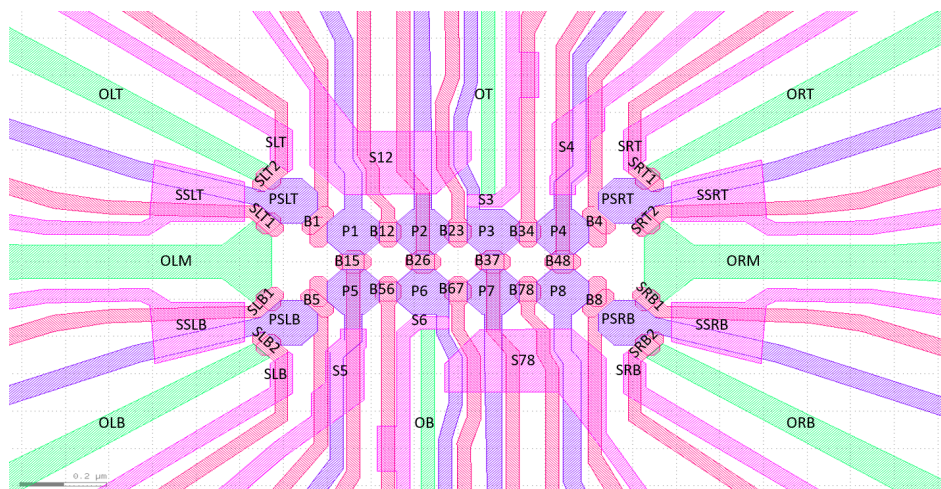 OLT
OT
ORT
SLT
S12
S4
SRT
SLT2
SRT1
SSLT
PSLT
S3
PSRT
SSRT
SLT1
B1
P1
B12
P2
B23
P3
B34
P4
B4
SRT2
OLM
B15
B26
B37
B48
ORM
SLB1
B5
P5
B56
P6
B67
P7
B78
P8
B8
SRB1
SSLB
PSLB
S6
PSRB
SSRB
SLB2
SRB2
SLB
S5
S78
SRB
OLB
OB
ORB
0.2 μm